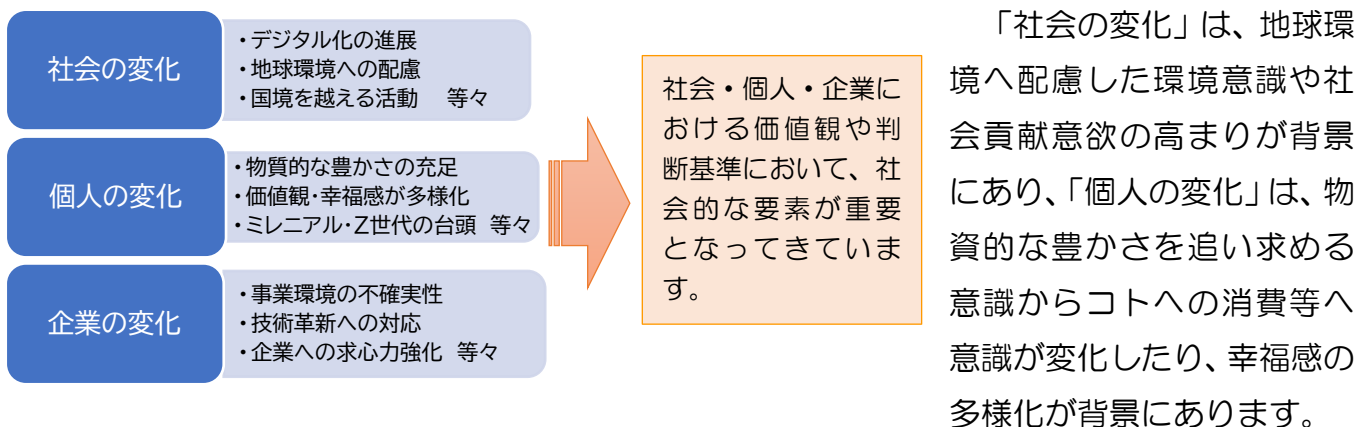 社会の変化
・デジタル化の進展
・地球環境への配慮
・国境を越える活動 等々
個人の変化
・物質的な豊かさの充足
・価値観・幸福感が多様化
・ミレニアル・Z世代の台頭 等々
企業の変化
・事業環境の不確実性
・技術革新への対応
・企業への求心力強化 等々
社会・個人・企業に
おける価値観や判
断基準において、社
会的な要素が重要
となってきていま
す。
「社会の変化」は、地球環
境へ配慮した環境意識や社
会貢献意欲の高まりが背景
にあり、「個人の変化」は、物
資的な豊かさを追い求める
意識からコトへの消費等へ
意識が変化したり、幸福感の
多様化が背景にあります。